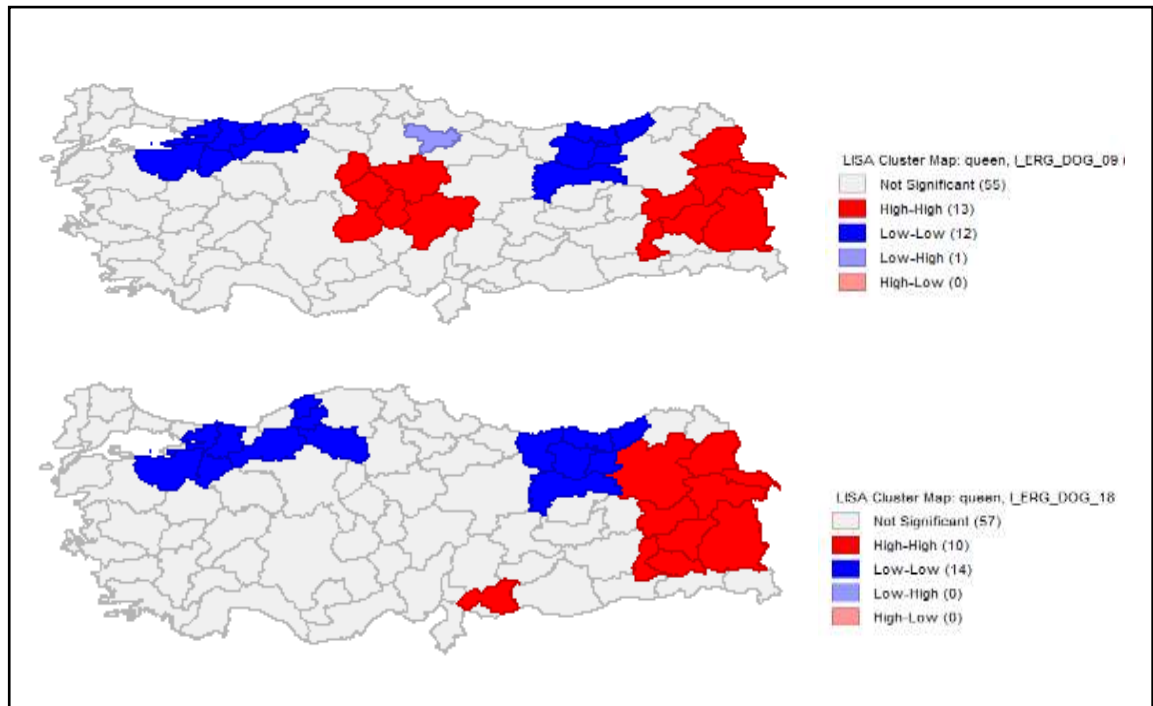 LISA Cluster Map: queen, I_ERG_DOG_09 (
Not Significant (55)
High-High (13)
Low-Low (12)
Low-High (1)
High-Low (0)
LISA Cluster Map: queen, I_ERG_DOG_18
Not Significant (57)
High-High (10)
Low-Low (14)
Low-High (0)
High-Low (0)